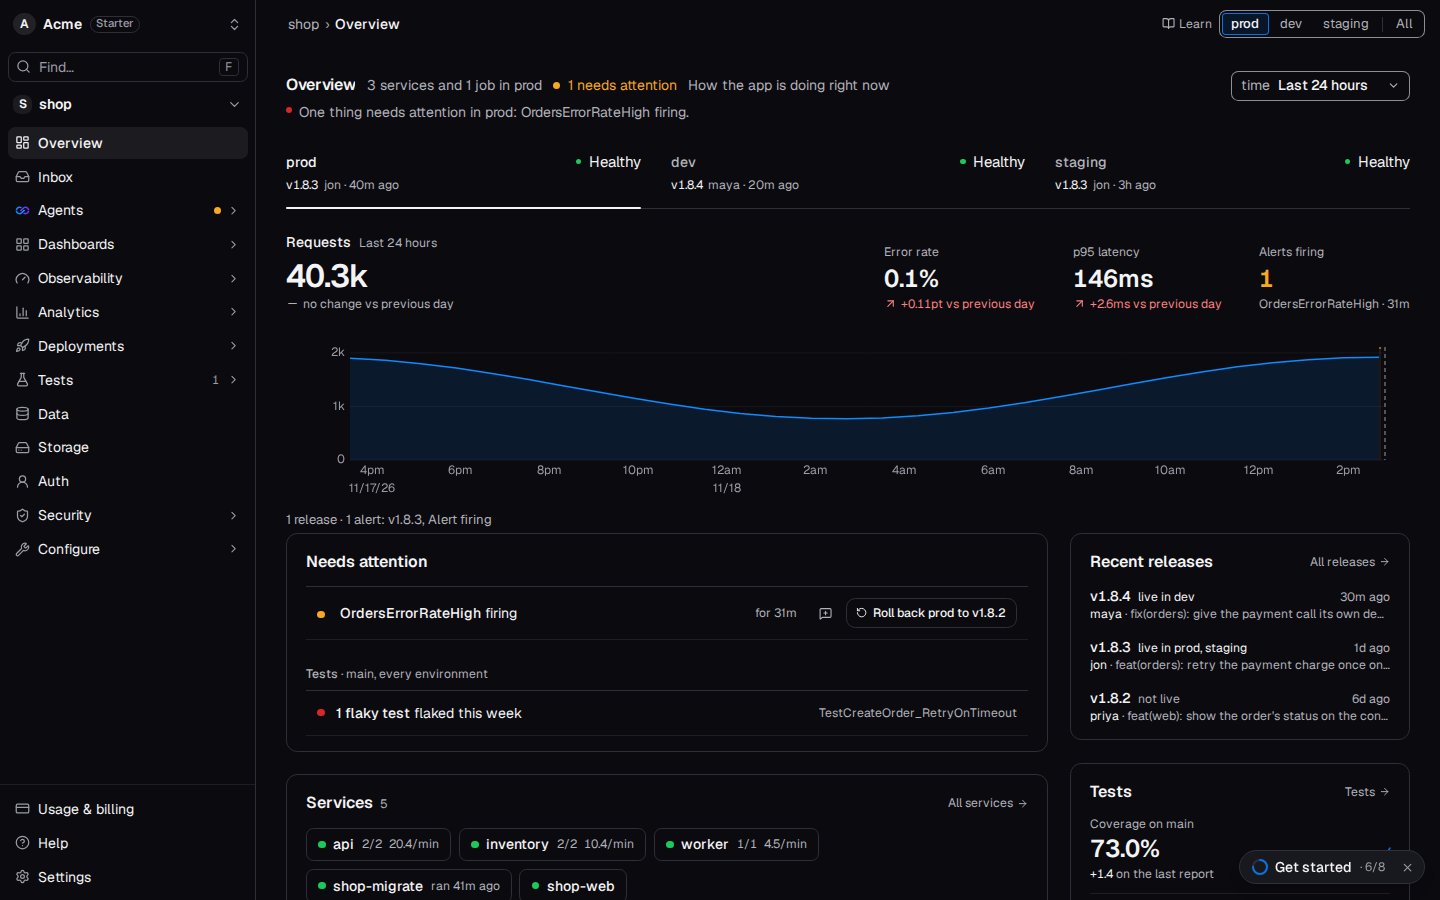 A Acme Starter
Find... F
S shop
Overview
Inbox
Agents
Dashboards
Observability
Analytics
Deployments
Tests 1
Data
Storage
Auth
Security
Configure
Usage & billing
Help
Settings
shop › Overview
Learn prod dev staging All
Overview 3 services and 1 job in prod 1 needs attention How the app is doing right now
time Last 24 hours
One thing needs attention in prod: OrdersErrorRateHigh firing.
prod Healthy
v1.8.3 jon · 40m ago
dev Healthy
v1.8.4 maya · 20m ago
staging Healthy
v1.8.3 jon · 3h ago
Requests Last 24 hours
40.3k
— no change vs previous day
Error rate
0.1%
+0.11pt vs previous day
p95 latency
146ms
+2.6ms vs previous day
Alerts firing
1
OrdersErrorRateHigh · 31m
2k
1k
0
4pm 6pm 8pm 10pm 12am 2am 4am 6am 8am 10am 12pm 2pm
11/17/26 11/18
1 release · 1 alert: v1.8.3, Alert firing
Needs attention
OrdersErrorRateHigh firing for 31m Roll back prod to v1.8.2
Tests · main, every environment
1 flaky test flaked this week TestCreateOrder_RetryOnTimeout
Services 5 All services →
api 2/2 20.4/min
inventory 2/2 10.4/min
worker 1/1 4.5/min
shop-migrate ran 41m ago
shop-web
Recent releases All releases →
v1.8.4 live in dev 30m ago
maya · fix(orders): give the payment call its own de...
v1.8.3 live in prod, staging 1d ago
jon · feat(orders): retry the payment charge once on...
v1.8.2 not live 6d ago
priya · feat(web): show the order's status on the con...
Tests Tests →
Coverage on main
73.0%
+1.4 on the last report
Get started · 6/8